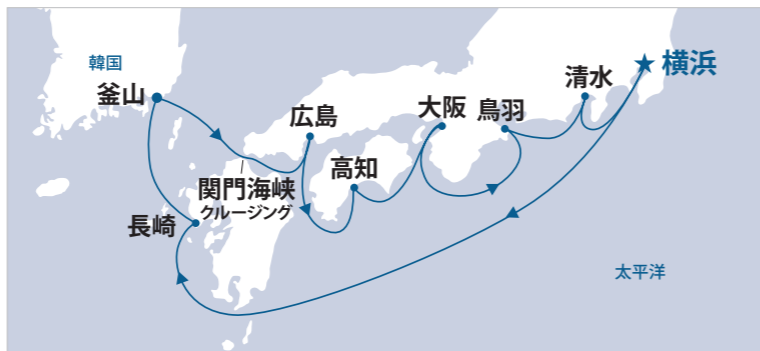 韓国
釜山
広島
大阪
鳥羽
清水
★横浜
高知
関門海峡
クルージング
長崎
太平洋